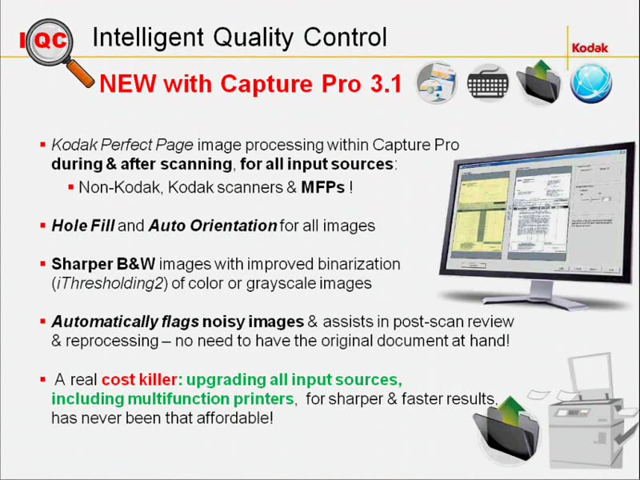 I QC
Intelligent Quality Control
Kodak
NEW with Capture Pro 3.1
▪ Kodak Perfect Page image processing within Capture Pro
during & after scanning, for all input sources:
▪ Non-Kodak, Kodak scanners & MFPs !
▪ Hole Fill and Auto Orientation for all images
▪ Sharper B&W images with improved binarization
(iThresholding2) of color or grayscale images
▪ Automatically flags noisy images & assists in post-scan review
& reprocessing – no need to have the original document at hand!
▪ A real cost killer: upgrading all input sources,
including multifunction printers, for sharper & faster results,
has never been that affordable!